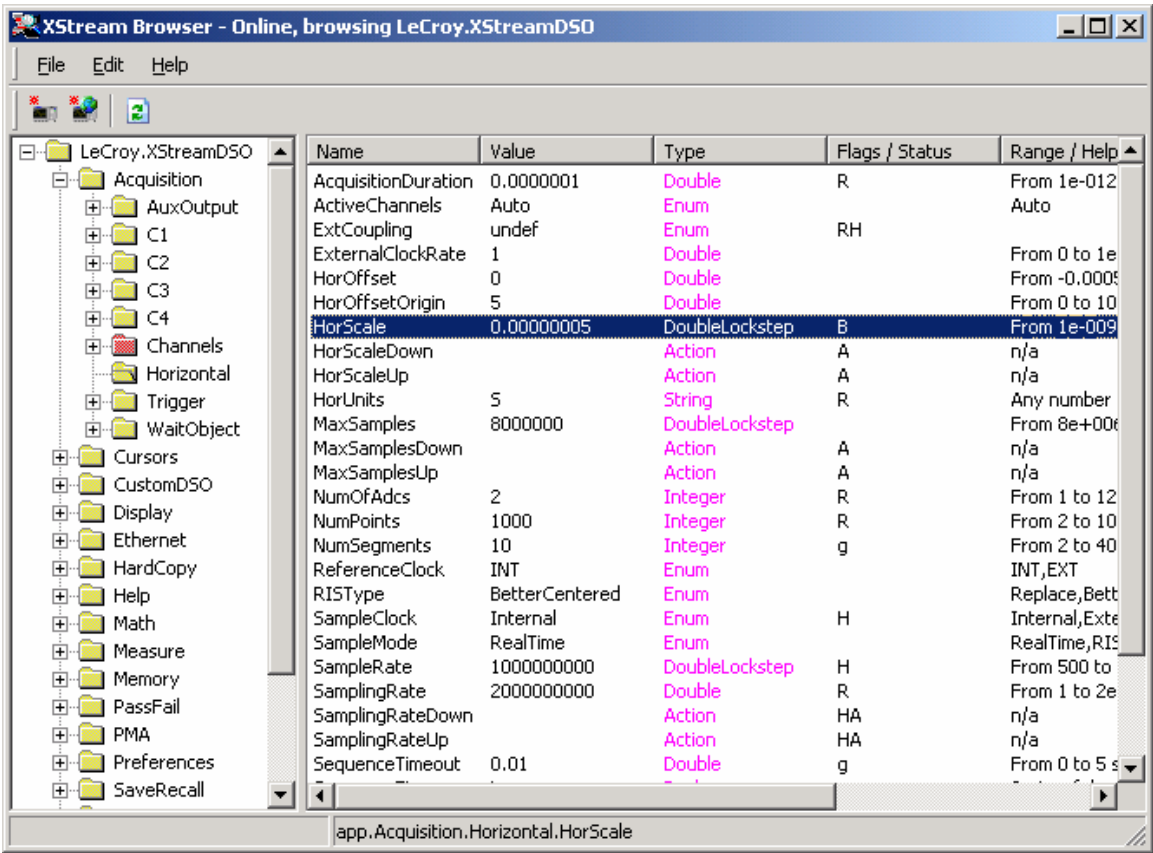 XStream Browser - Online, browsing LeCroy.XStreamDSO
File Edit Help
LeCroy.XStreamDSO
Acquisition
AuxOutput
C1
C2
C3
C4
Channels
Horizontal
Trigger
WaitObject
Cursors
CustomDSO
Display
Ethernet
HardCopy
Help
Math
Measure
Memory
PassFail
PMA
Preferences
SaveRecall
Name Value Type Flags / Status Range / Help
AcquisitionDuration 0.0000001 Double R From 1e-012
ActiveChannels Auto Enum Auto
ExtCoupling undef Enum RH
ExternalClockRate 1 Double From 0 to 1e
HorOffset 0 Double From -0.0005
HorOffsetOrigin 5 Double From 0 to 10
HorScale 0.00000005 DoubleLockstep B From 1e-009
HorScaleDown Action A n/a
HorScaleUp Action A n/a
HorUnits S String R Any number
MaxSamples 8000000 DoubleLockstep From 8e+006
MaxSamplesDown Action A n/a
MaxSamplesUp Action A n/a
NumOfAdcs 2 Integer R From 1 to 12
NumPoints 1000 Integer R From 2 to 10
NumSegments 10 Integer g From 2 to 40
ReferenceClock INT Enum INT,EXT
RISType BetterCentered Enum Replace,Bett
SampleClock Internal Enum H Internal,Exte
SampleMode RealTime Enum RealTime,RIS
SampleRate 1000000000 DoubleLockstep H From 500 to
SamplingRate 2000000000 Double R From 1 to 2e
SamplingRateDown Action HA n/a
SamplingRateUp Action HA n/a
SequenceTimeout 0.01 Double g From 0 to 5 s
app.Acquisition.Horizontal.HorScale